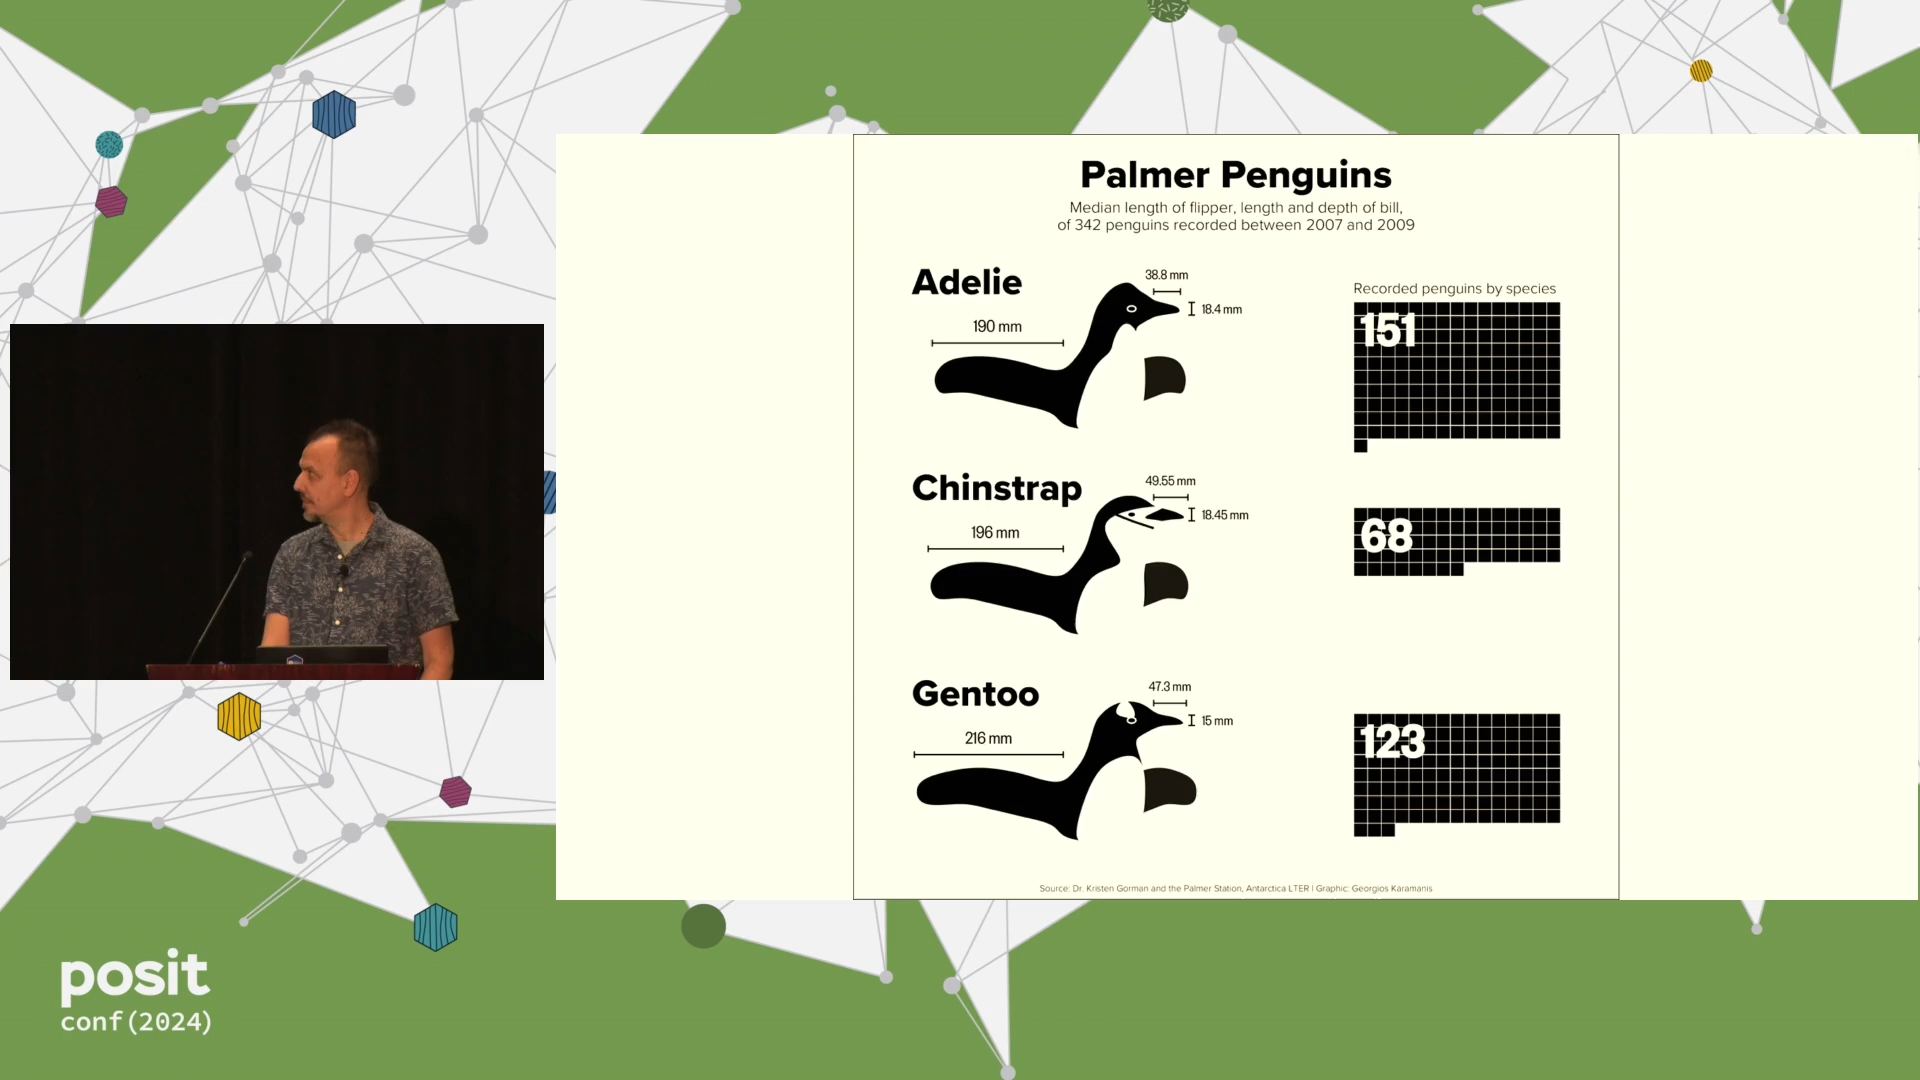 Palmer Penguins
Median length of flipper, length and depth of bill,
of 342 penguins recorded between 2007 and 2009
Adelie
38.8 mm
18.4 mm
190 mm
Recorded penguins by species
151
Chinstrap
49.55 mm
18.45 mm
196 mm
68
Gentoo
47.3 mm
15 mm
216 mm
123
Source: Dr. Kristen Gorman and the Palmer Station, Antarctica LTER | Graphic: Georgios Karamanis
posit
conf(2024)